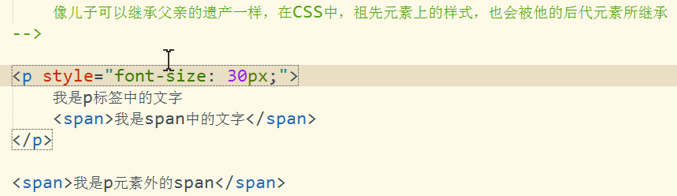 像儿子可以继承父亲的遗产一样，在CSS中，祖先元素上的样式，也会被他的后代元素所继承
-->
<p style="font-size: 30px;">
我是p标签中的文字
<span>我是span中的文字</span>
</p>
<span>我是p元素外的span</span>